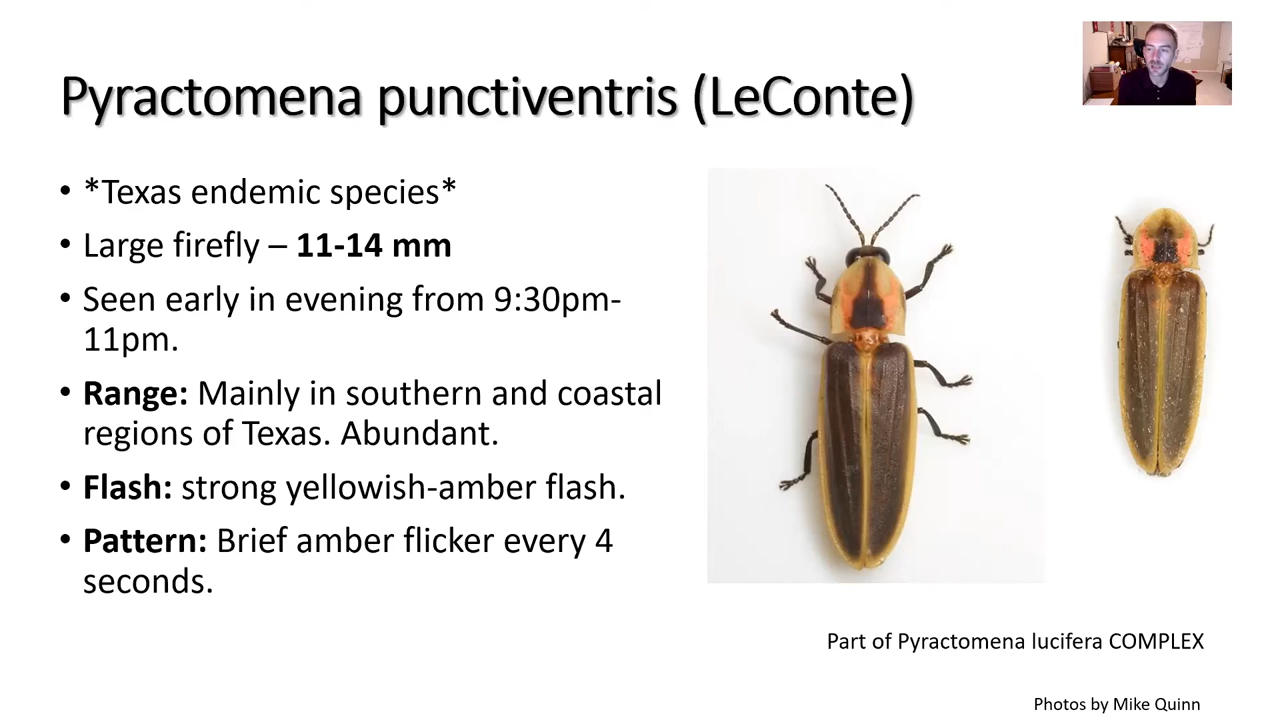 Pyractomena punctiventris (LeConte)
• *Texas endemic species*
• Large firefly – 11-14 mm
• Seen early in evening from 9:30pm-
11pm.
• Range: Mainly in southern and coastal
regions of Texas. Abundant.
• Flash: strong yellowish-amber flash.
• Pattern: Brief amber flicker every 4
seconds.
Part of Pyractomena lucifera COMPLEX
Photos by Mike Quinn